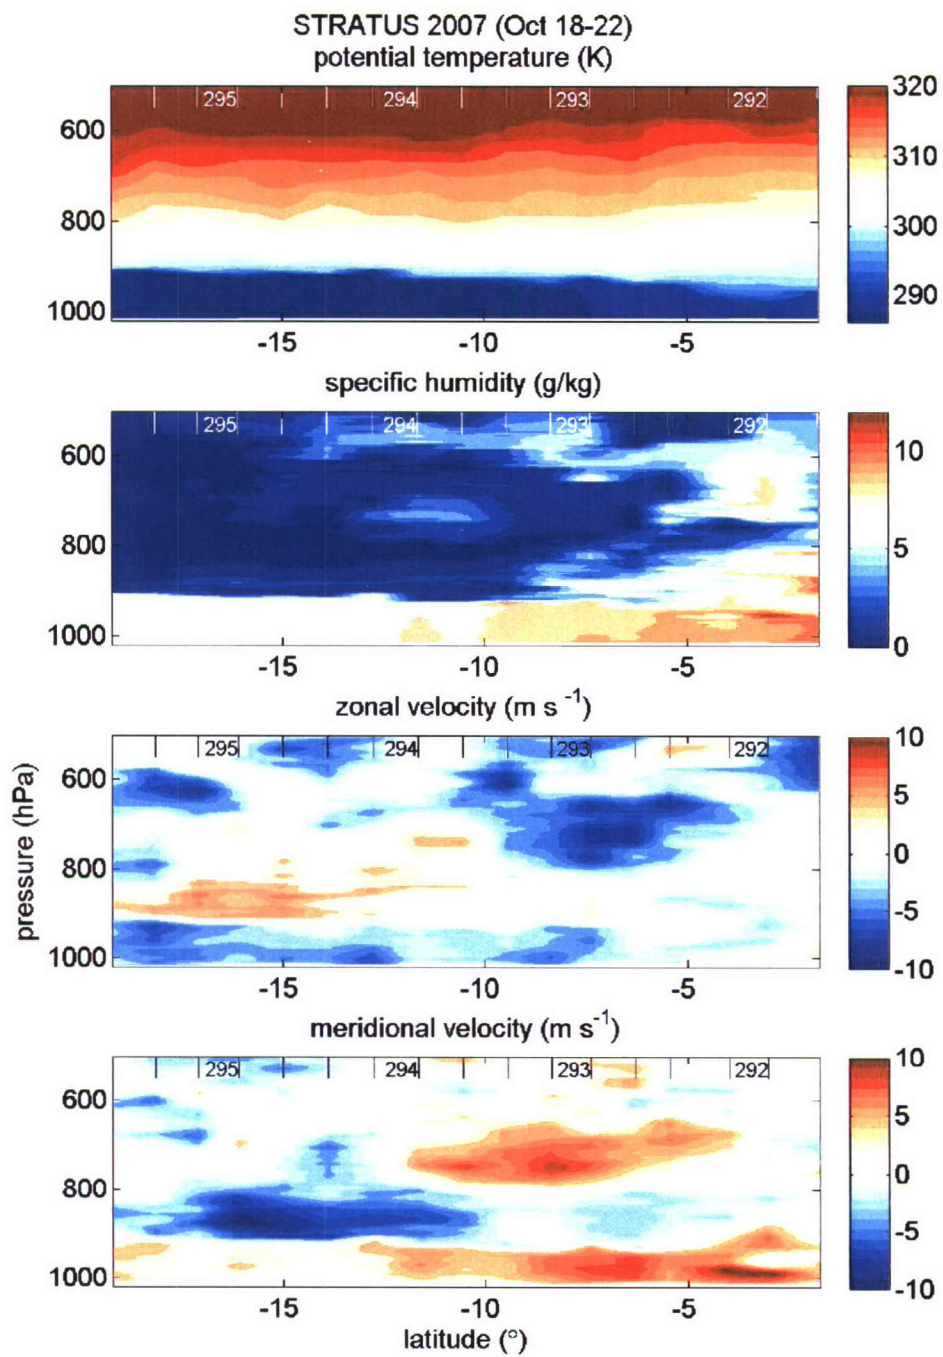 STRATUS 2007 (Oct 18-22)
potential temperature (K)
295 294 293 292
600
800
1000
-15 -10 -5
320
310
300
290
specific humidity (g/kg)
295 294 293 292
600
800
1000
-15 -10 -5
10
5
0
zonal velocity (m s⁻¹)
295 294 293 292
600
800
1000
-15 -10 -5
10
5
0
-5
-10
pressure (hPa)
meridional velocity (m s⁻¹)
295 294 293 292
600
800
1000
-15 -10 -5
10
5
0
-5
-10
latitude (°)